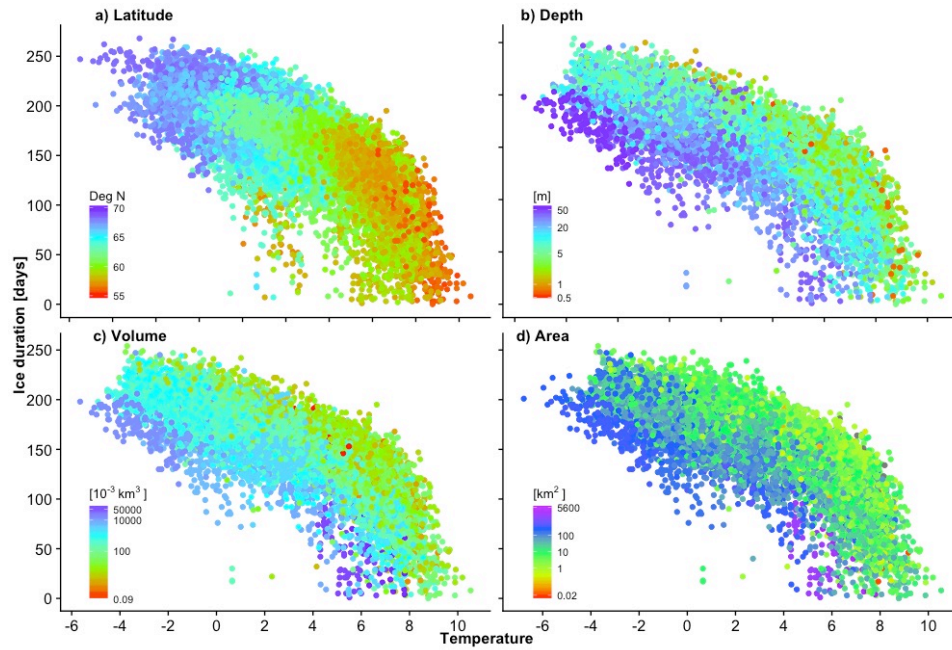 a) Latitude
b) Depth
250
200
150
100
50
0
Deg N
70
65
60
55
[m]
50
20
5
1
0.5
Ice duration [days]
c) Volume
d) Area
250
200
150
100
50
0
[10⁻³ km³ ]
50000
10000
100
0.09
[km² ]
5600
100
10
1
0.02
-6 -4 -2 0 2 4 6 8 10
-6 -4 -2 0 2 4 6 8 10
Temperature